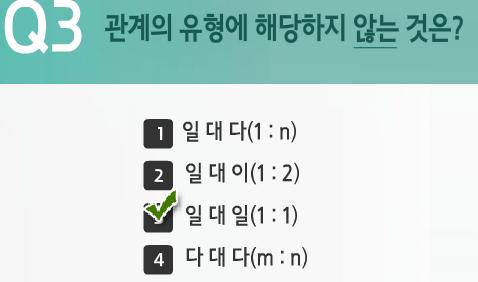 Q3 관계의 유형에 해당하지 않는 것은?
1 일 대 다(1 : n)
2 일 대 이(1 : 2)
일 대 일(1 : 1)
4 다 대 다(m : n)